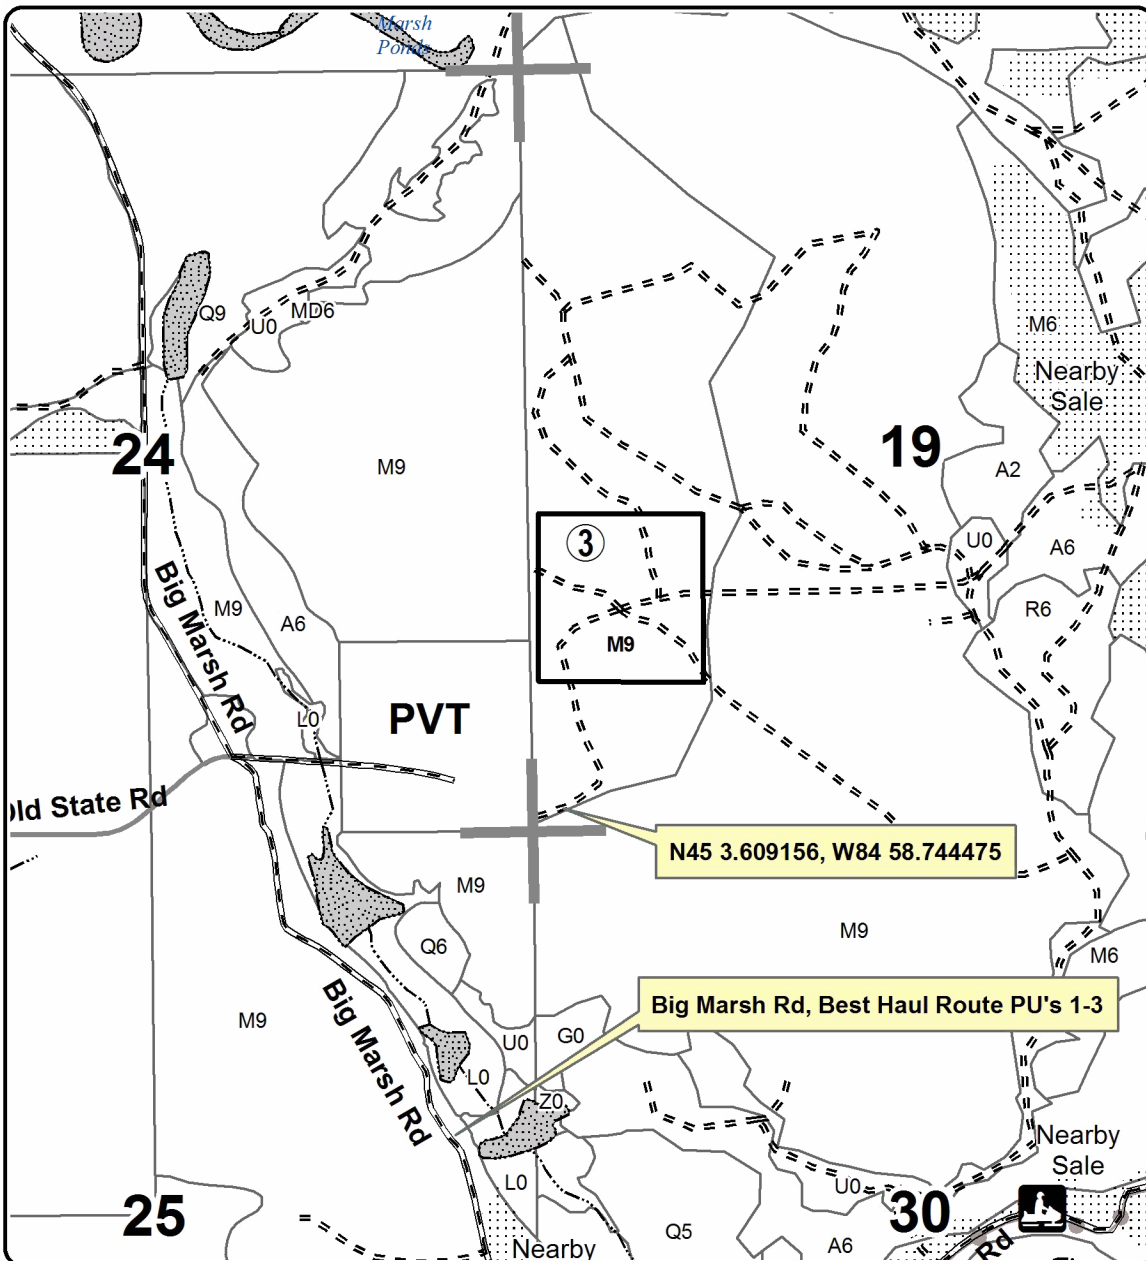 Marsh
Ponds
Q9
U0
MD6
M6
Nearby
Sale
24
19
M9
A2
3
U0
A6
Big Marsh Rd
M9
A6
R6
M9
L0
PVT
Old State Rd
N45 3.609156, W84 58.744475
M9
Q6
M9
M6
Big Marsh Rd, Best Haul Route PU's 1-3
M9
Big Marsh Rd
U0
G0
L0
Z0
Nearby
Sale
L0
U0
25
30
Q5
A6
Rd
Nearby